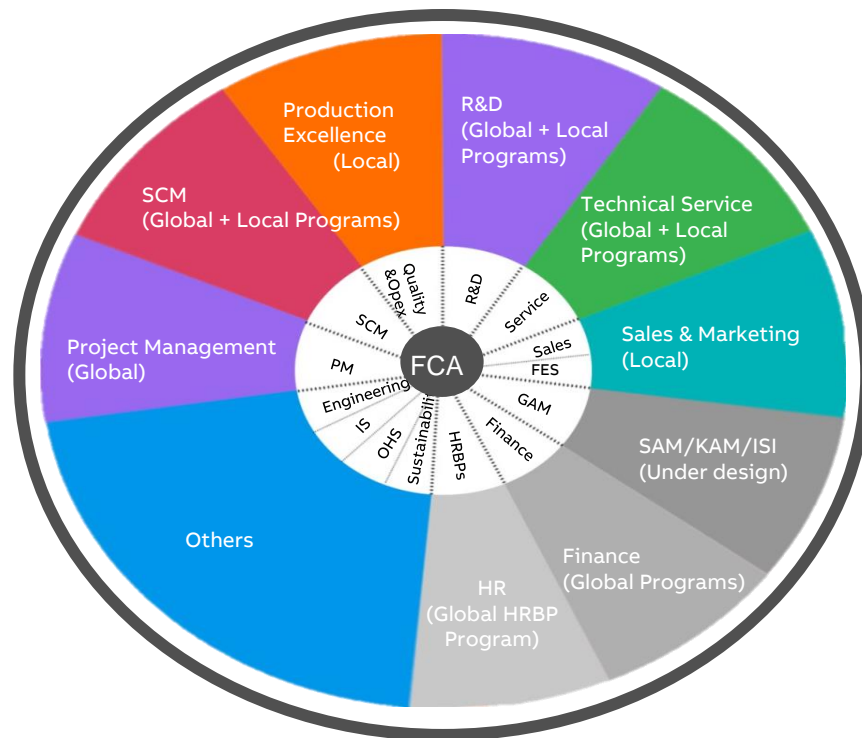 Production
Excellence
(Local)
R&D
(Global + Local
Programs)
SCM
(Global + Local Programs)
Technical Service
(Global + Local
Programs)
Project Management
(Global)
Sales & Marketing
(Local)
SAM/KAM/ISI
(Under design)
Finance
(Global Programs)
HR
(Global HRBP
Program)
Others
Quality
&Opex
R&D
Service
Sales
FES
GAM
Finance
HRBPs
Sustainabili
OHS
IS
Engineering
PM
SCM
FCA